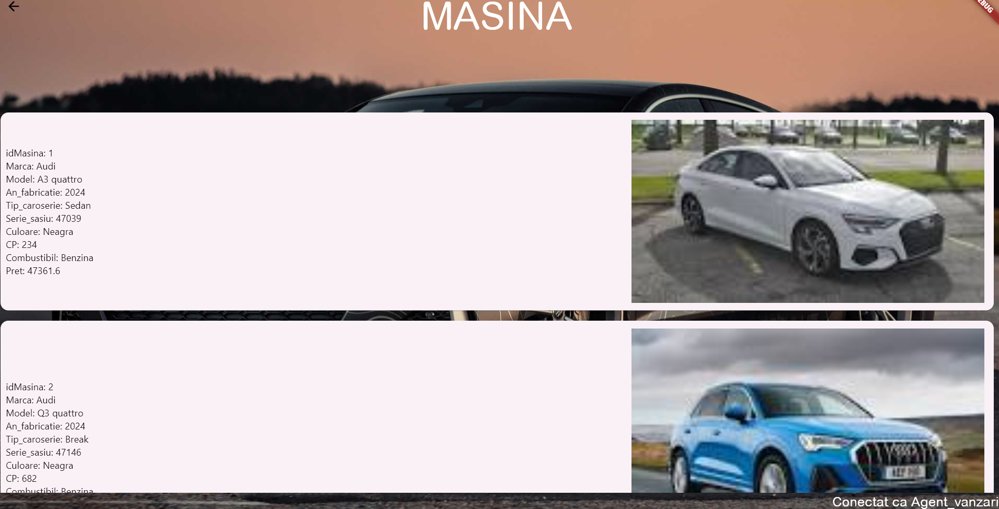 MASINA
idMasina: 1
Marca: Audi
Model: A3 quattro
An_fabricatie: 2024
Tip_caroserie: Sedan
Serie_sasiu: 47039
Culoare: Neagra
CP: 234
Combustibil: Benzina
Pret: 47361.6
idMasina: 2
Marca: Audi
Model: Q3 quattro
An_fabricatie: 2024
Tip_caroserie: Break
Serie_sasiu: 47146
Culoare: Neagra
CP: 682
Combustibil: Benzina
Conectat ca Agent_vanzari